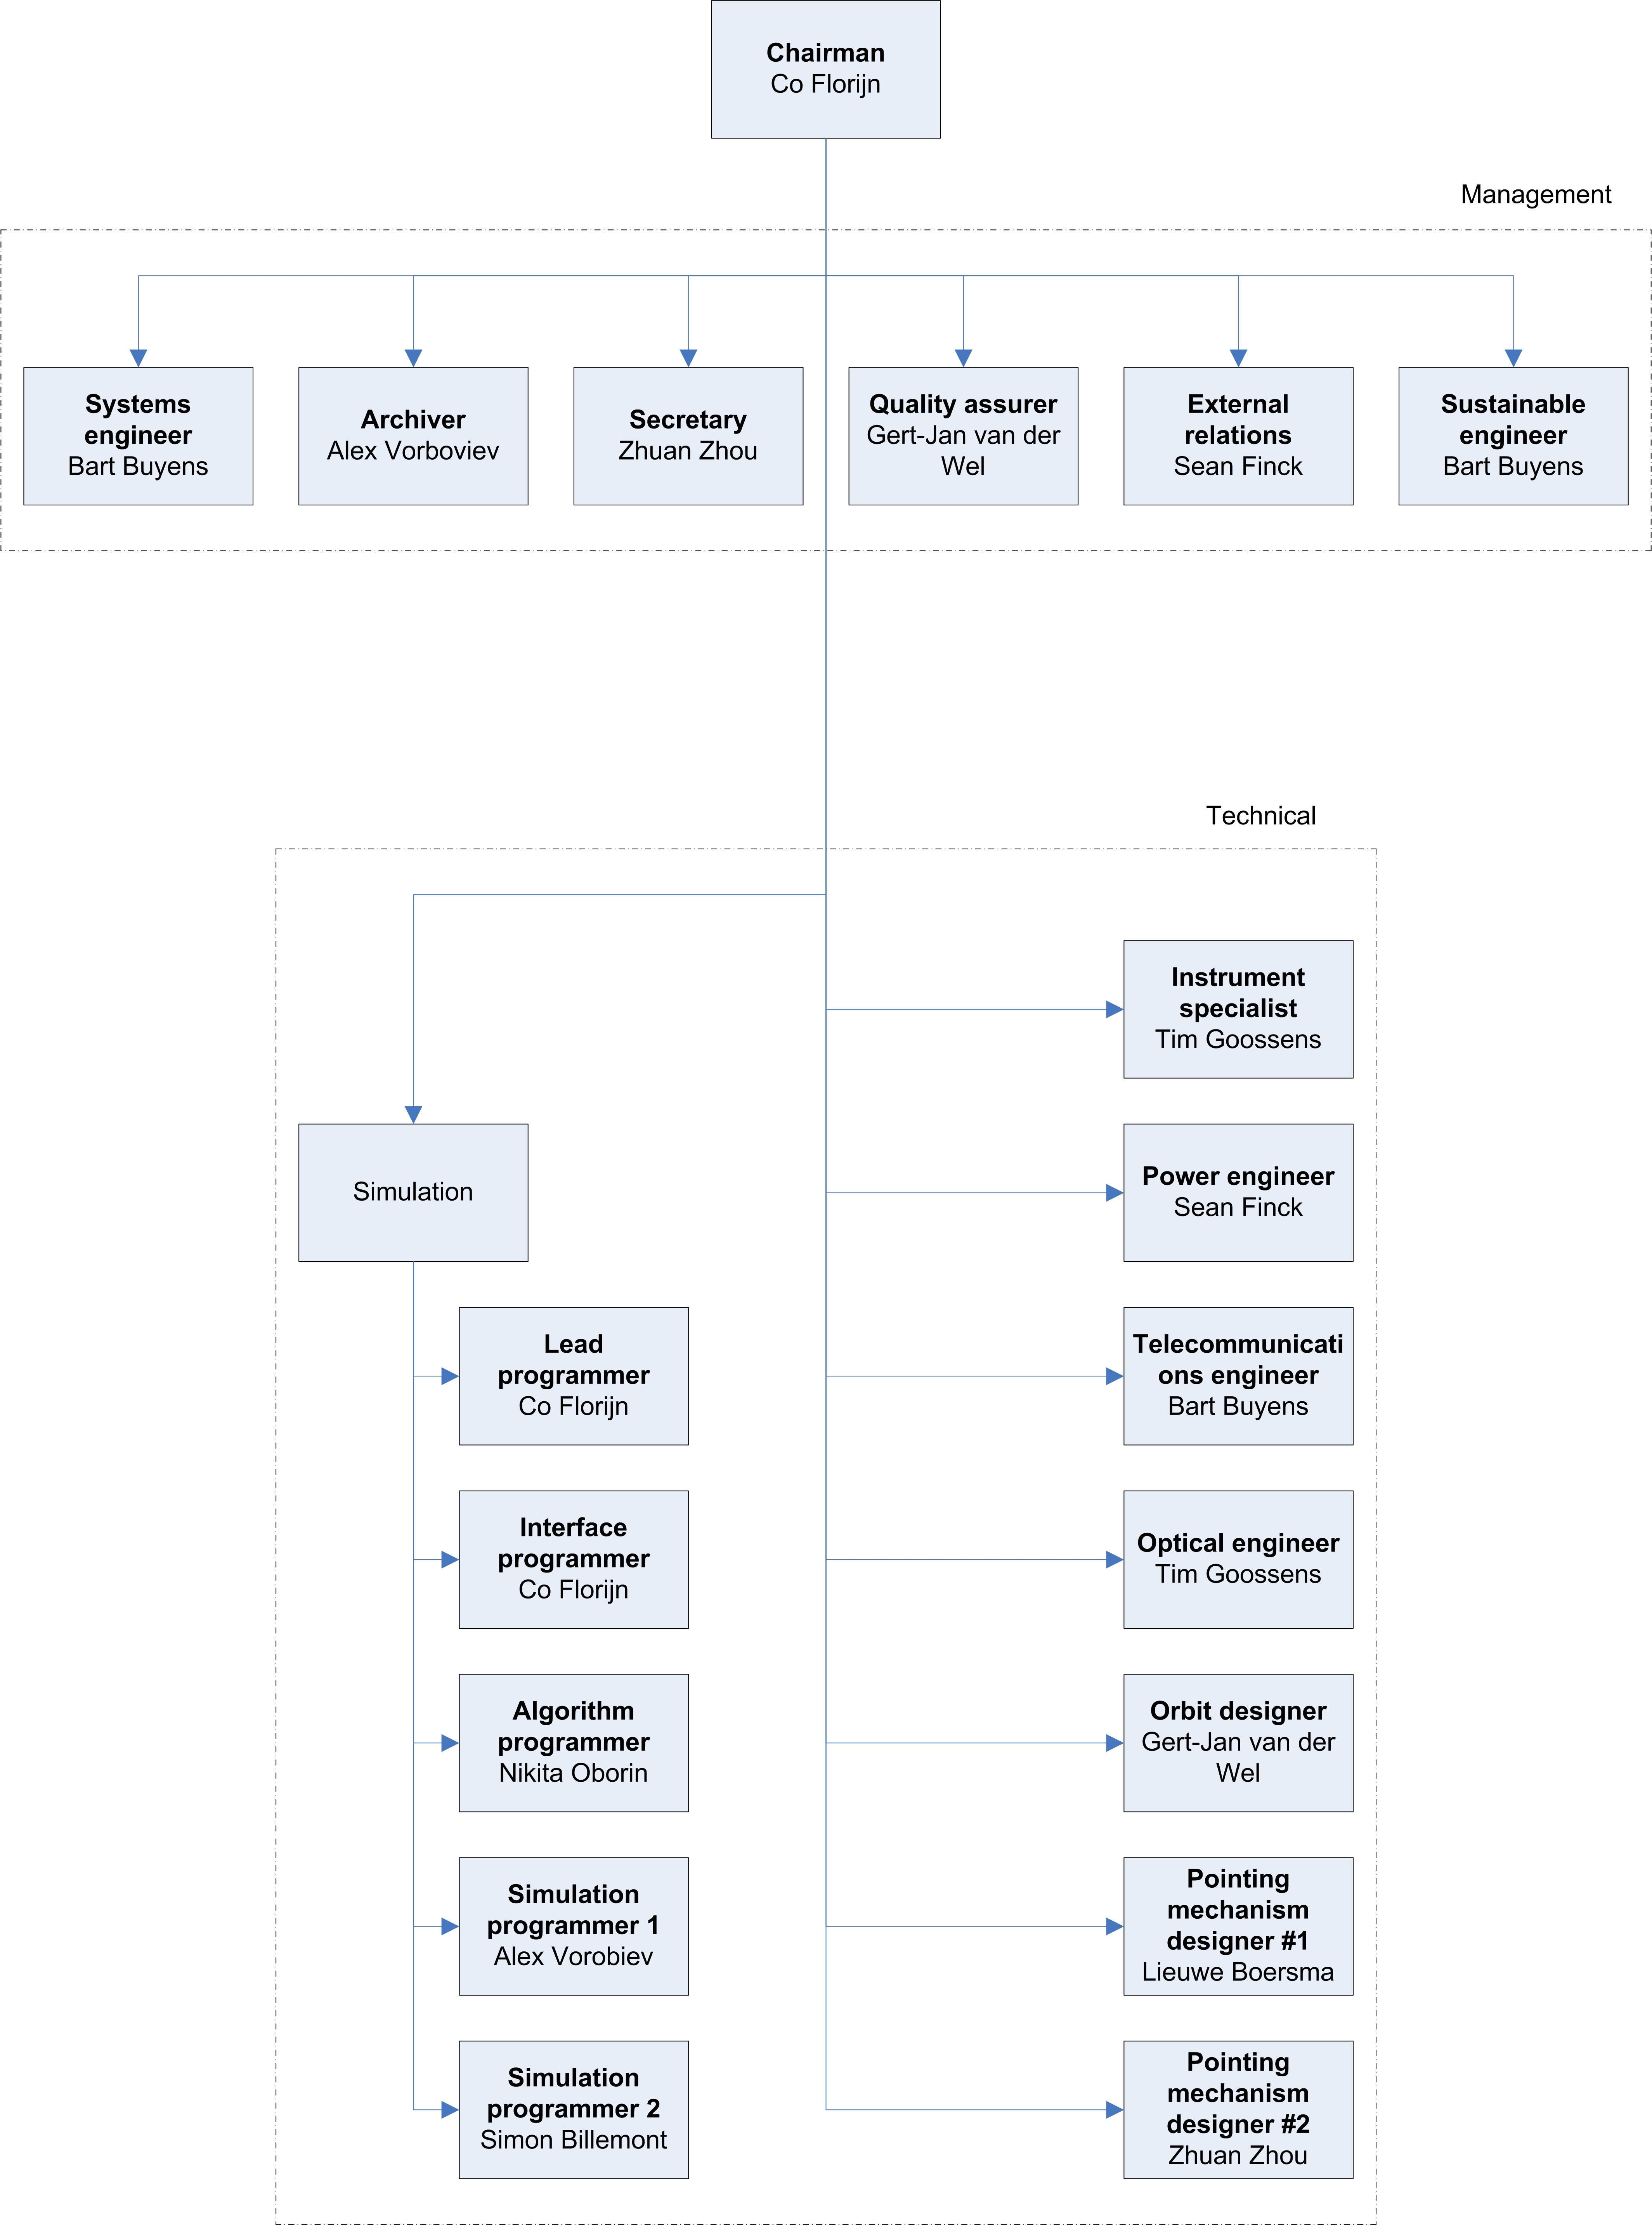 Chairman
Co Florijn
Management
Systems
engineer
Bart Buyens
Archiver
Alex Vorboviev
Secretary
Zhuan Zhou
Quality assurer
Gert-Jan van der
Wel
External
relations
Sean Finck
Sustainable
engineer
Bart Buyens
Technical
Simulation
Lead
programmer
Co Florijn
Interface
programmer
Co Florijn
Algorithm
programmer
Nikita Oborin
Simulation
programmer 1
Alex Vorobiev
Simulation
programmer 2
Simon Billemont
Instrument
specialist
Tim Goossens
Power engineer
Sean Finck
Telecommunicati
ons engineer
Bart Buyens
Optical engineer
Tim Goossens
Orbit designer
Gert-Jan van der
Wel
Pointing
mechanism
designer #1
Lieuwe Boersma
Pointing
mechanism
designer #2
Zhuan Zhou